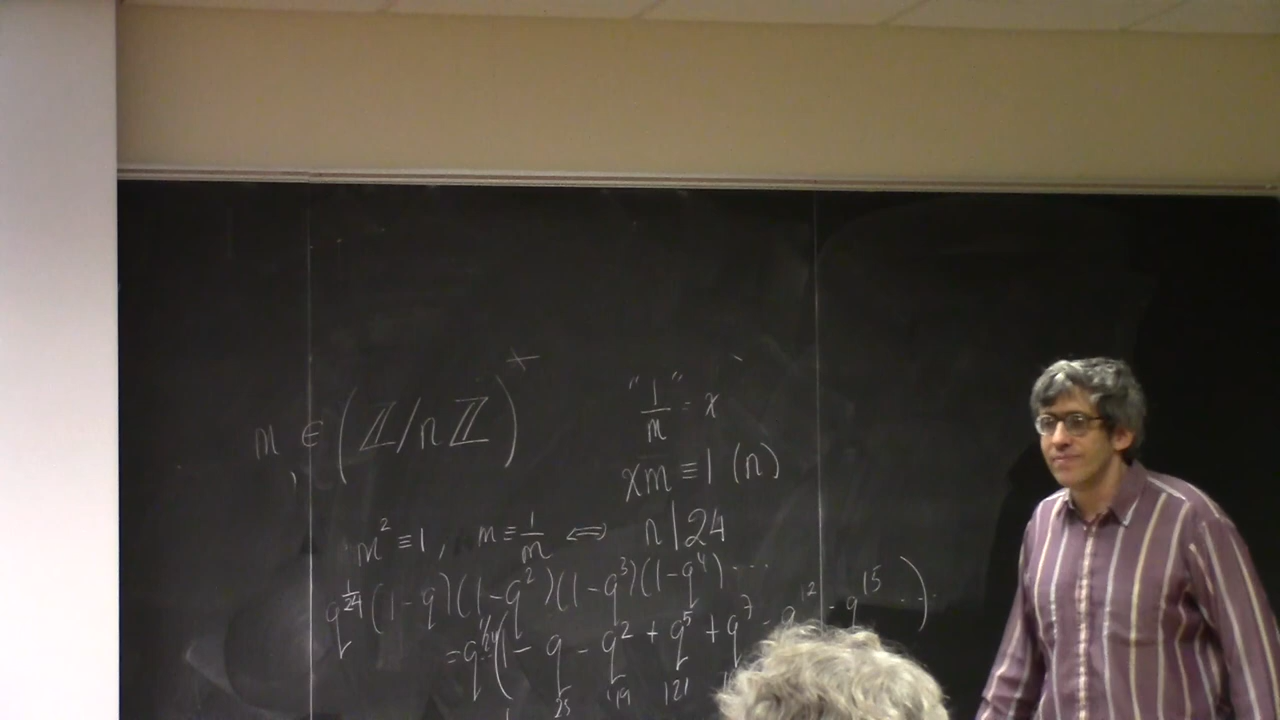 m, ∈ (ℤ/nℤ)^×
"1/m" = x
xm ≡ 1 (n)
m² ≡ 1, m ≡ 1/m ⇔ n|24
q^{1/24} (1-q)(1-q²)(1-q³)(1-q⁴) ...
= q^{1/24} (1 - q - q² + q⁵ + q⁷ - q¹² - q¹⁵ ...)
25 49 121